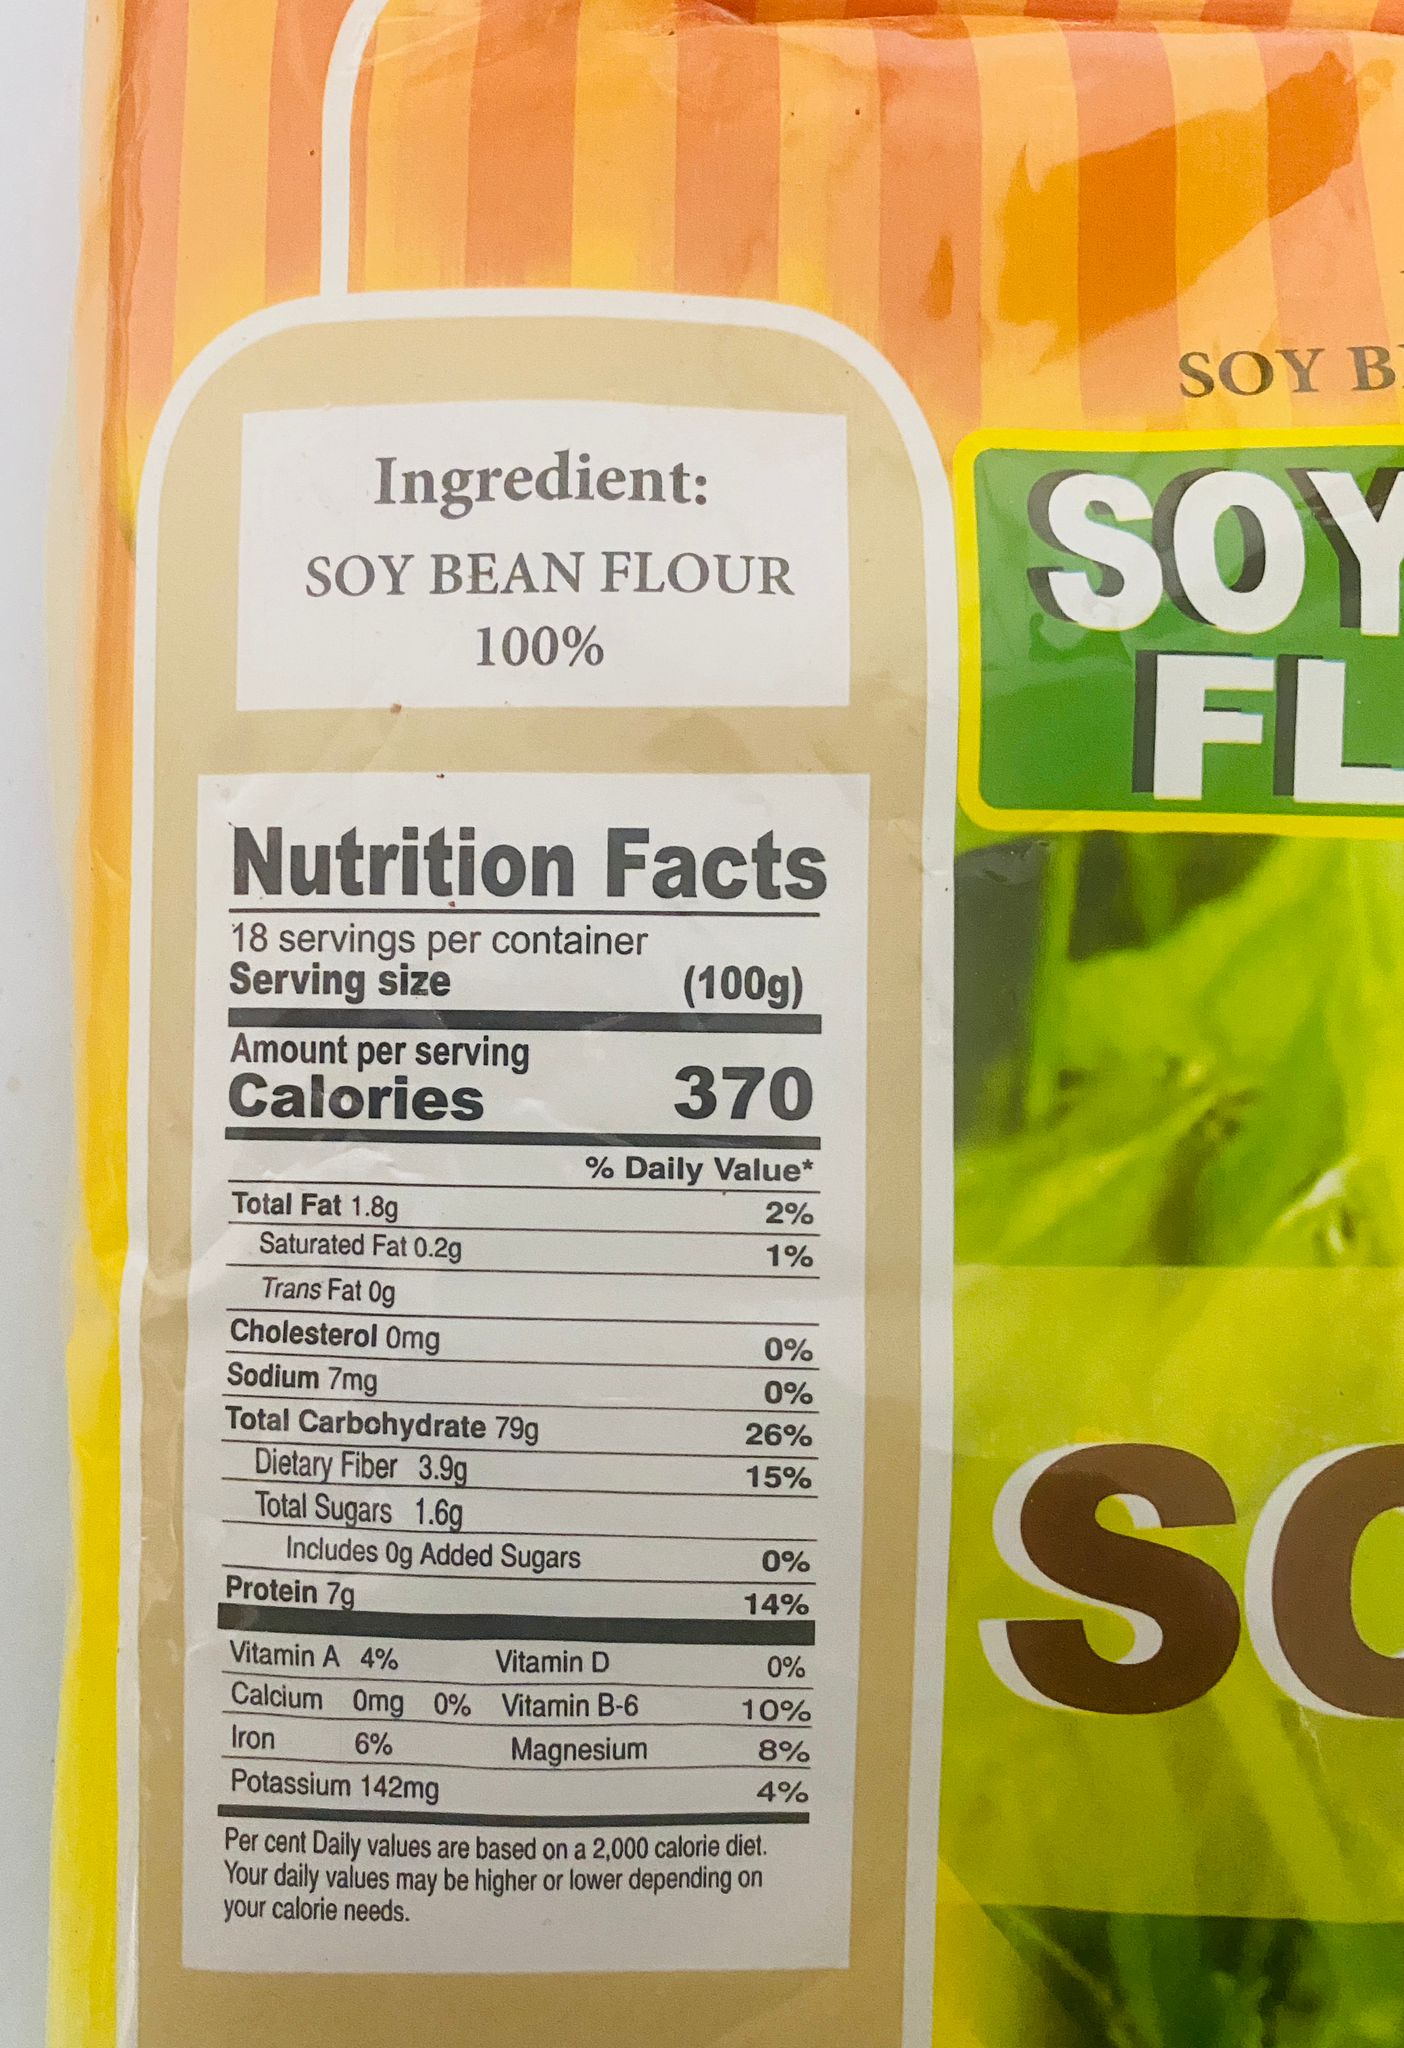 Ingredient:
SOY BEAN FLOUR
100%
Nutrition Facts
18 servings per container
Serving size (100g)
Amount per serving
Calories 370
% Daily Value*
Total Fat 1.8g 2%
Saturated Fat 0.2g 1%
Trans Fat 0g
Cholesterol 0mg 0%
Sodium 7mg 0%
Total Carbohydrate 79g 26%
Dietary Fiber 3.9g 15%
Total Sugars 1.6g
Includes 0g Added Sugars 0%
Protein 7g 14%
Vitamin A 4% Vitamin D 0%
Calcium 0mg 0% Vitamin B-6 10%
Iron 6% Magnesium 8%
Potassium 142mg 4%
Per cent Daily values are based on a 2,000 calorie diet.
Your daily values may be higher or lower depending on
your calorie needs.
SOY B
SOY
FL
SO